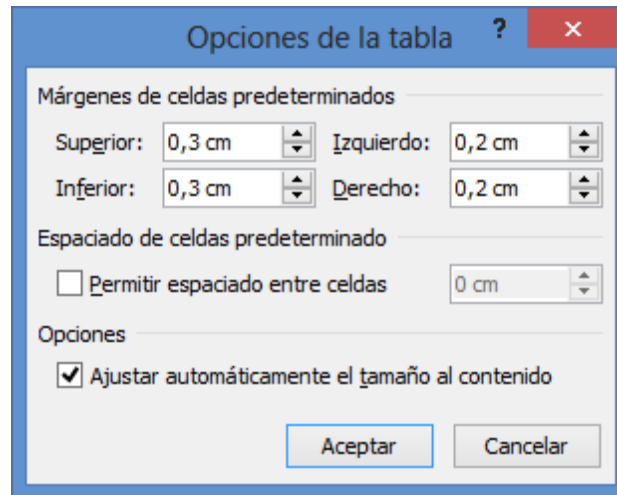 Opciones de la tabla ?
Márgenes de celdas predeterminados
Superior: 0,3 cm Izquierdo: 0,2 cm
Inferior: 0,3 cm Derecho: 0,2 cm
Espaciado de celdas predeterminado
Permitir espaciado entre celdas 0 cm
Opciones
Ajustar automáticamente el tamaño al contenido
Aceptar Cancelar